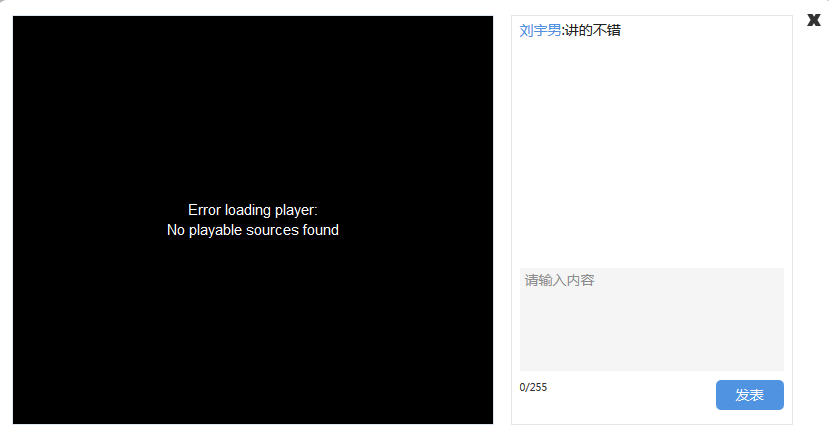 刘宇男:讲的不错
x
Error loading player:
No playable sources found
请输入内容
0/255
发表